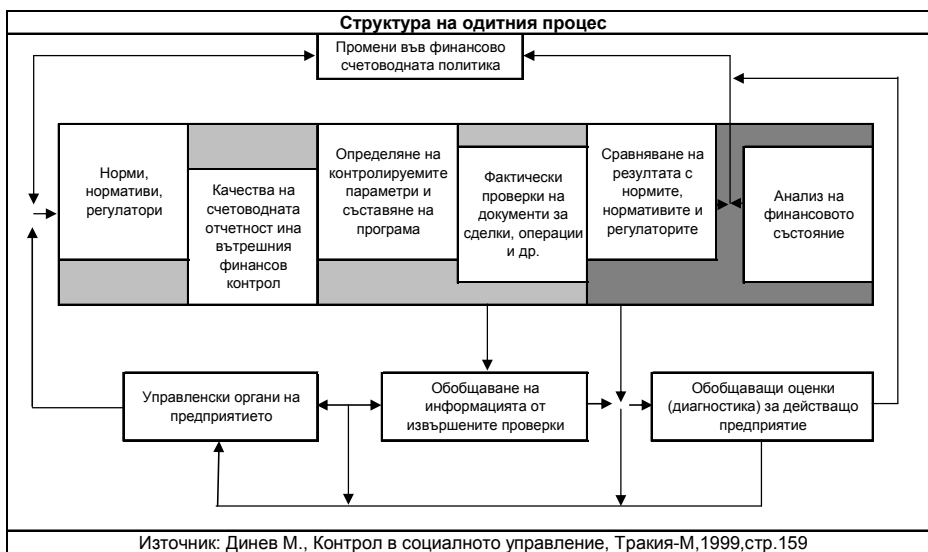 Структура на одитния процес
Промени във финансово
счетоводната политика
Норми,
нормативи,
регулатори
Качества на
счетоводната
отчетност ина
вътрешния
финансов
контрол
Определяне на
контролируемите
параметри и
съставяне на
програма
Фактически
проверки на
документи за
сделки, операции
и др.
Сравняване на
резултата с
нормите,
нормативите и
регулаторите
Анализ на
финансовото
състояние
Управленски органи на
предприятието
Обобщаване на
информацията от
извършените проверки
Обобщаващи оценки
(диагностика) за действащо
предприятие
Източник: Динев М., Контрол в социалното управление, Тракия-М,1999,стр.159